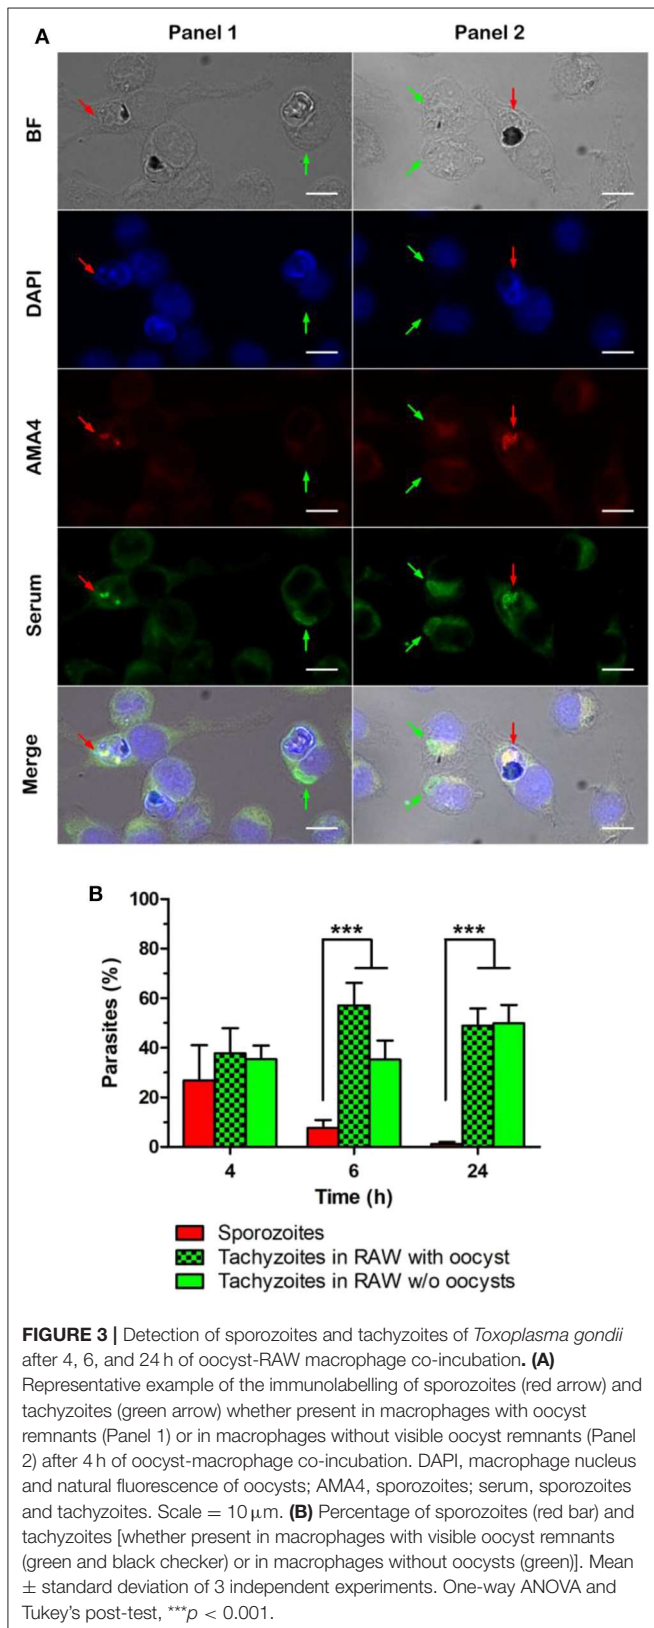 A
Panel 1
Panel 2
BF
DAPI
AMA4
Serum
Merge
B
100
80
60
40
20
0
Parasites (%)
***
***
4
6
24
Time (h)
Sporozoites
Tachyzoites in RAW with oocyst
Tachyzoites in RAW w/o oocysts
FIGURE 3 | Detection of sporozoites and tachyzoites of Toxoplasma gondii
after 4, 6, and 24 h of oocyst-RAW macrophage co-incubation. (A)
Representative example of the immunolabelling of sporozoites (red arrow) and
tachyzoites (green arrow) whether present in macrophages with oocyst
remnants (Panel 1) or in macrophages without visible oocyst remnants (Panel
2) after 4 h of oocyst-macrophage co-incubation. DAPI, macrophage nucleus
and natural fluorescence of oocysts; AMA4, sporozoites; serum, sporozoites
and tachyzoites. Scale = 10 μm. (B) Percentage of sporozoites (red bar) and
tachyzoites [whether present in macrophages with visible oocyst remnants
(green and black checker) or in macrophages without oocysts (green)]. Mean
± standard deviation of 3 independent experiments. One-way ANOVA and
Tukey's post-test, ***p < 0.001.